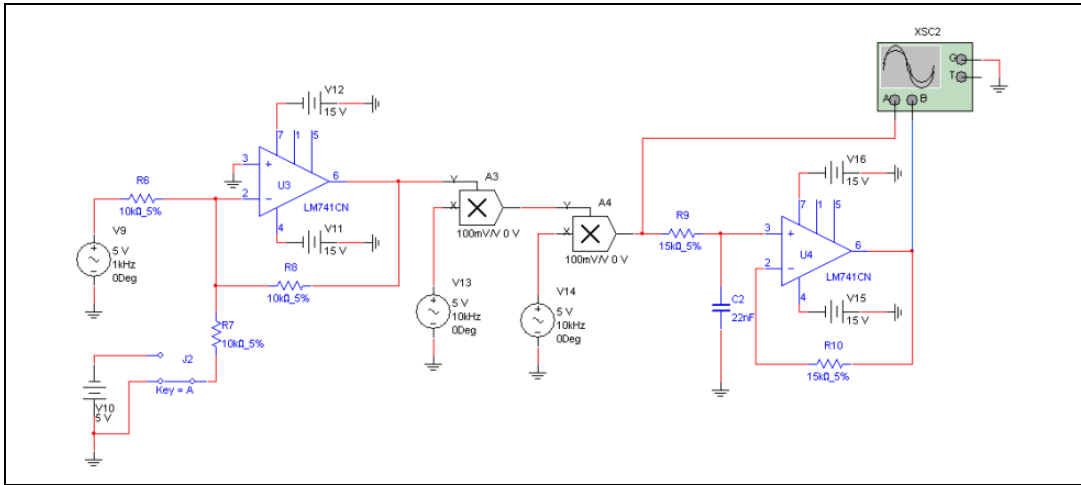 XSC2
G
T
A
B
V12
15 V
7
1
5
3
+
U3
6
2
−
LM741CN
4
V11
15 V
R6
10kΩ_5%
V9
5 V
1kHz
0Deg
R8
10kΩ_5%
R7
10kΩ_5%
J2
Key = A
V10
5 V
Y
A3
X
100mV/V 0 V
V13
5 V
10kHz
0Deg
Y
A4
X
100mV/V 0 V
V14
5 V
10kHz
0Deg
R9
15kΩ_5%
C2
22nF
V16
15 V
7
1
5
3
+
U4
6
2
−
LM741CN
4
V15
15 V
R10
15kΩ_5%